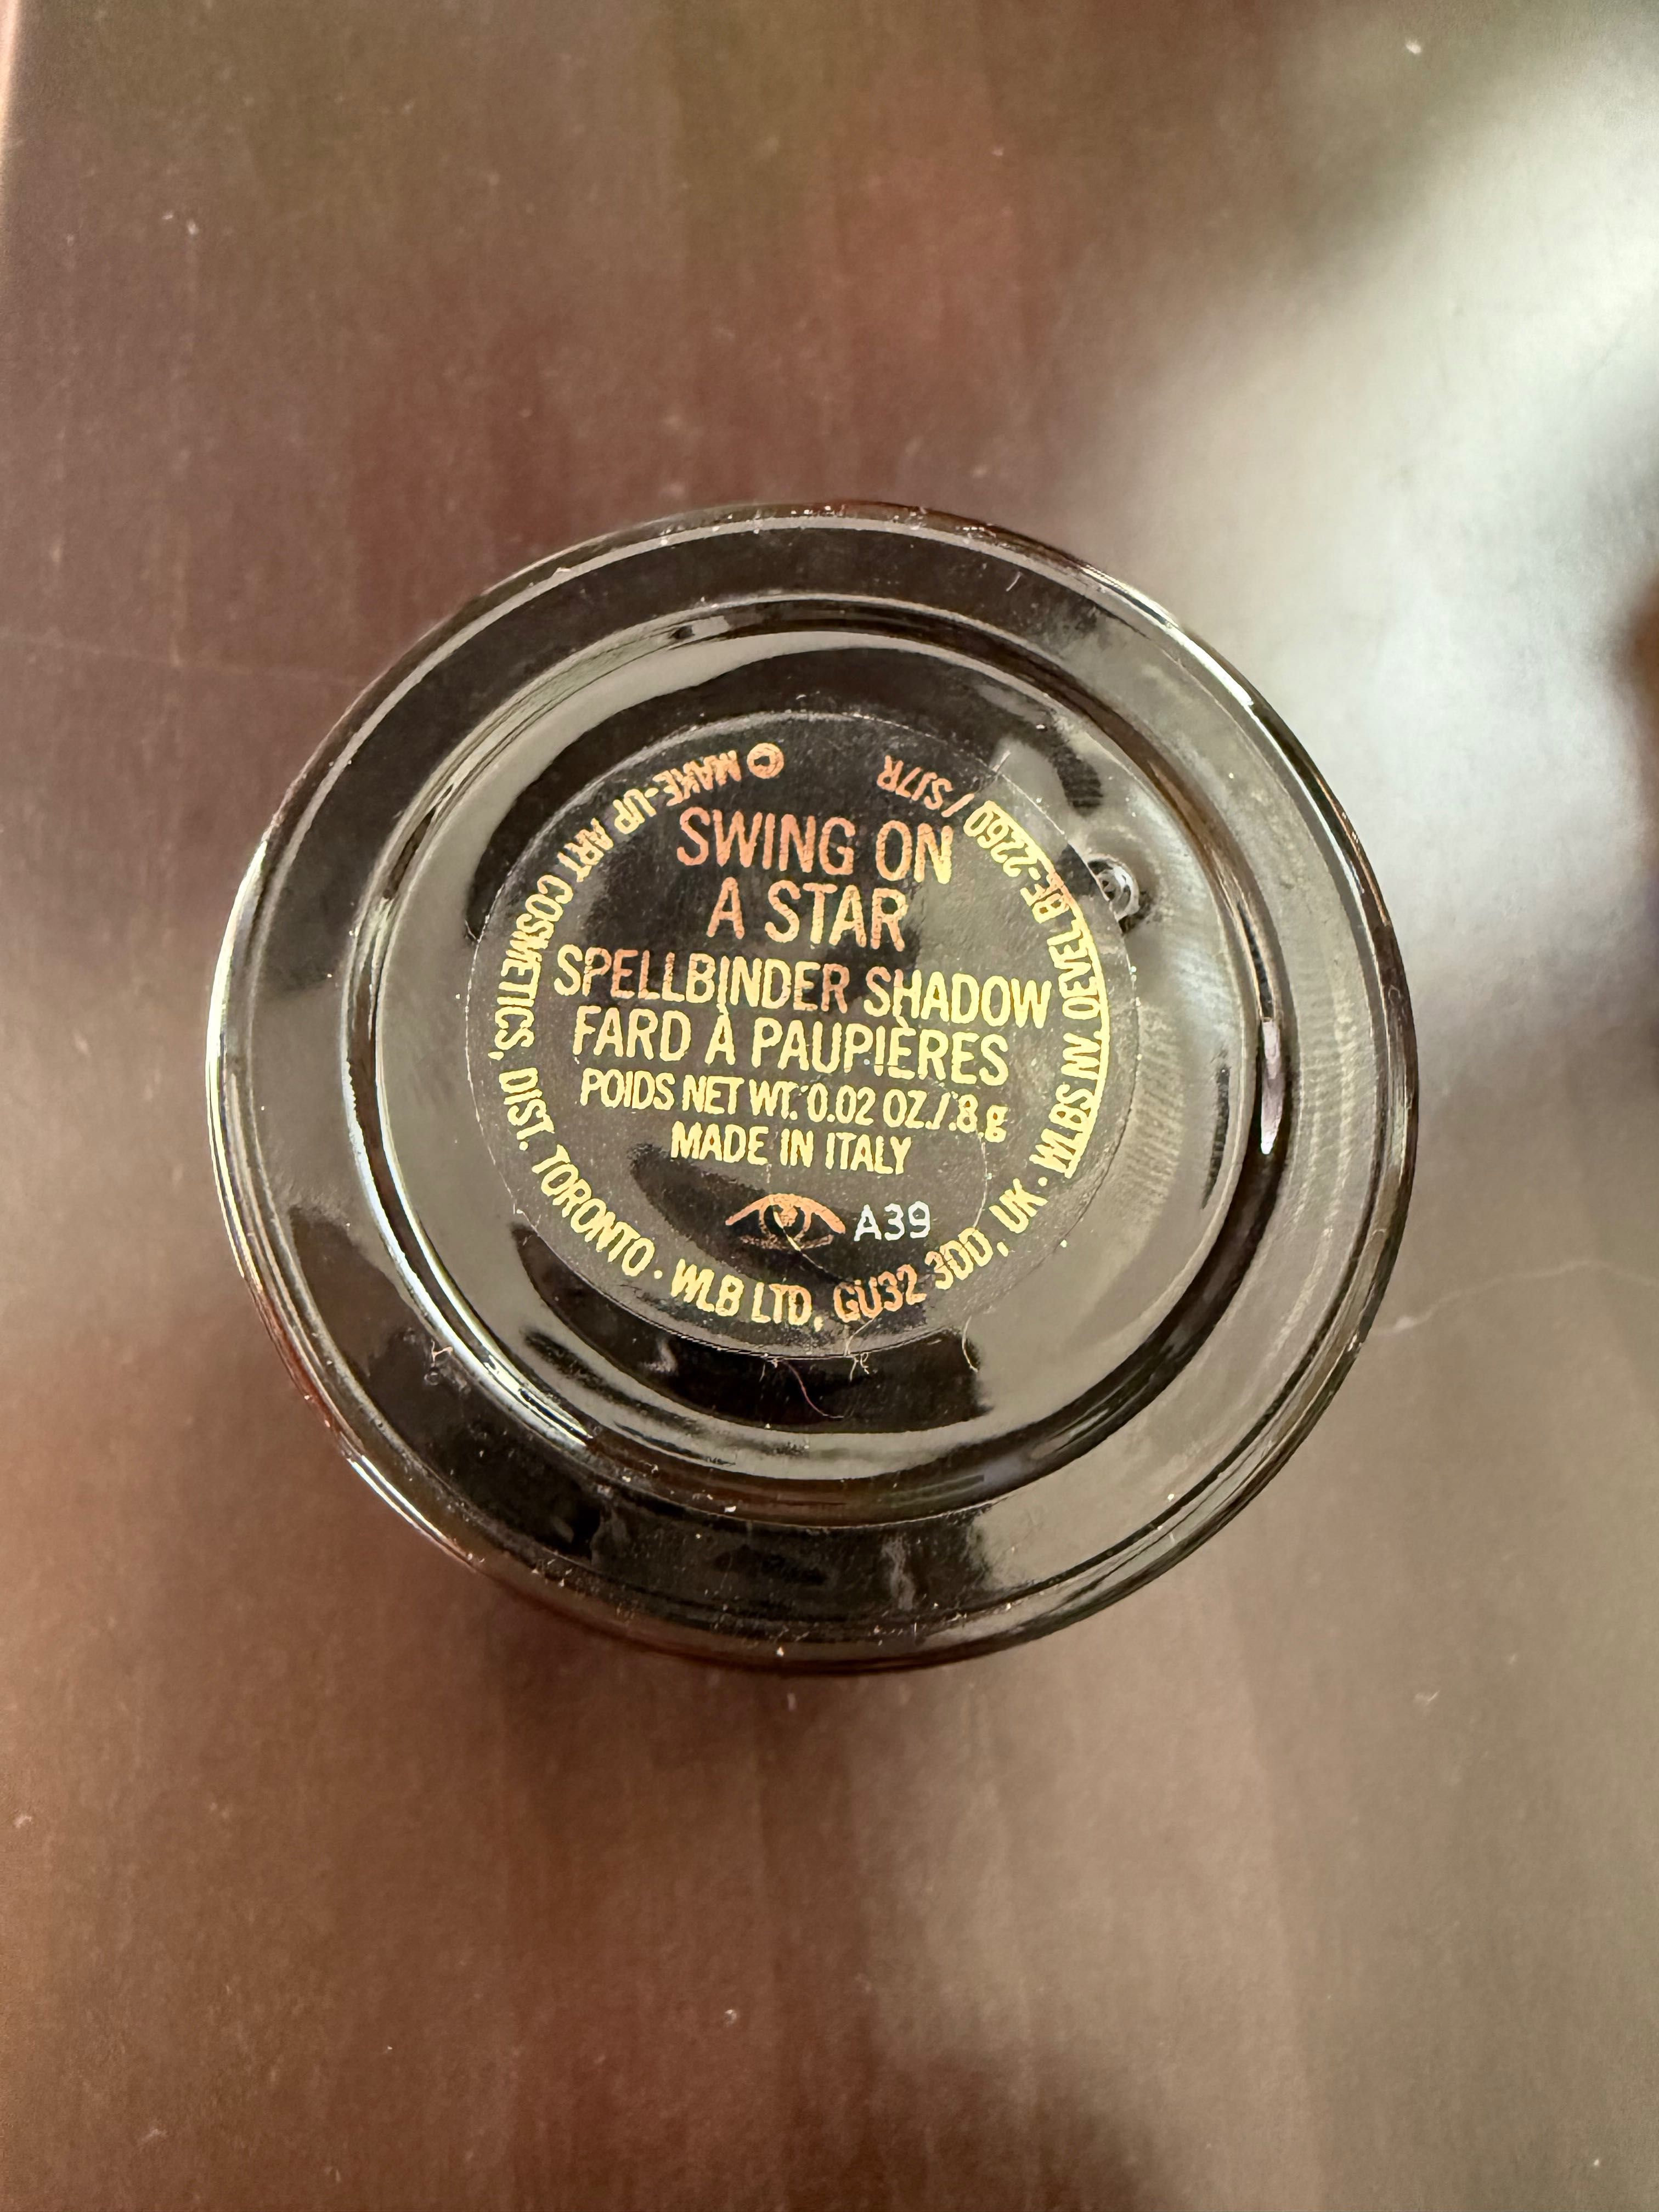 SWING ON
A STAR
SPELLBINDER SHADOW
FARD À PAUPIÈRES
POIDS NET WT. 0.02 OZ./.8 g
MADE IN ITALY
A39
© MAKE-UP ART COSMETICS, DIST. TORONTO · WLB LTD, GU32 3DD, UK · WLBS NV, OEVEL BE-2260 / SJ7R